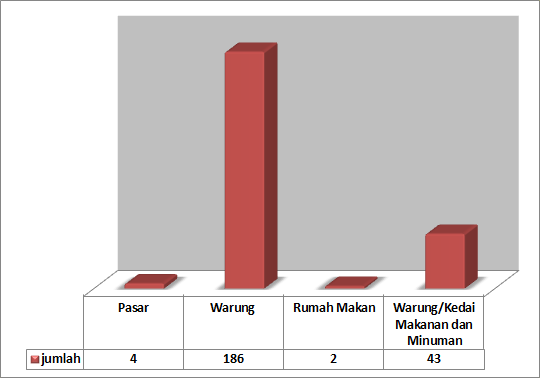 Pasar
Warung
Rumah Makan
Warung/Kedai
Makanan dan
Minuman
jumlah 4 186 2 43